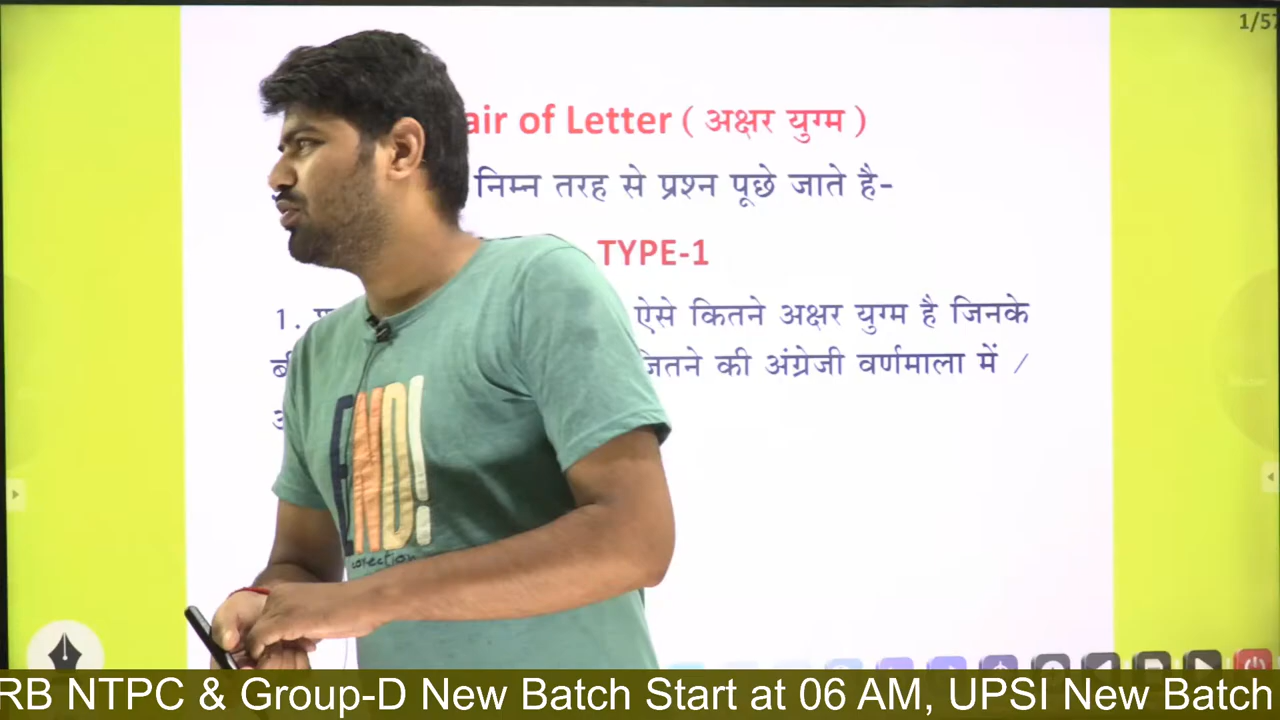 1/57
air of Letter ( अक्षर युग्म )
निम्न तरह से प्रश्न पूछे जाते है-
TYPE-1
1. ऐसे कितने अक्षर युग्म है जिनके
जितने की अंग्रेजी वर्णमाला में /
END!
RB NTPC & Group-D New Batch Start at 06 AM, UPSI New Batch